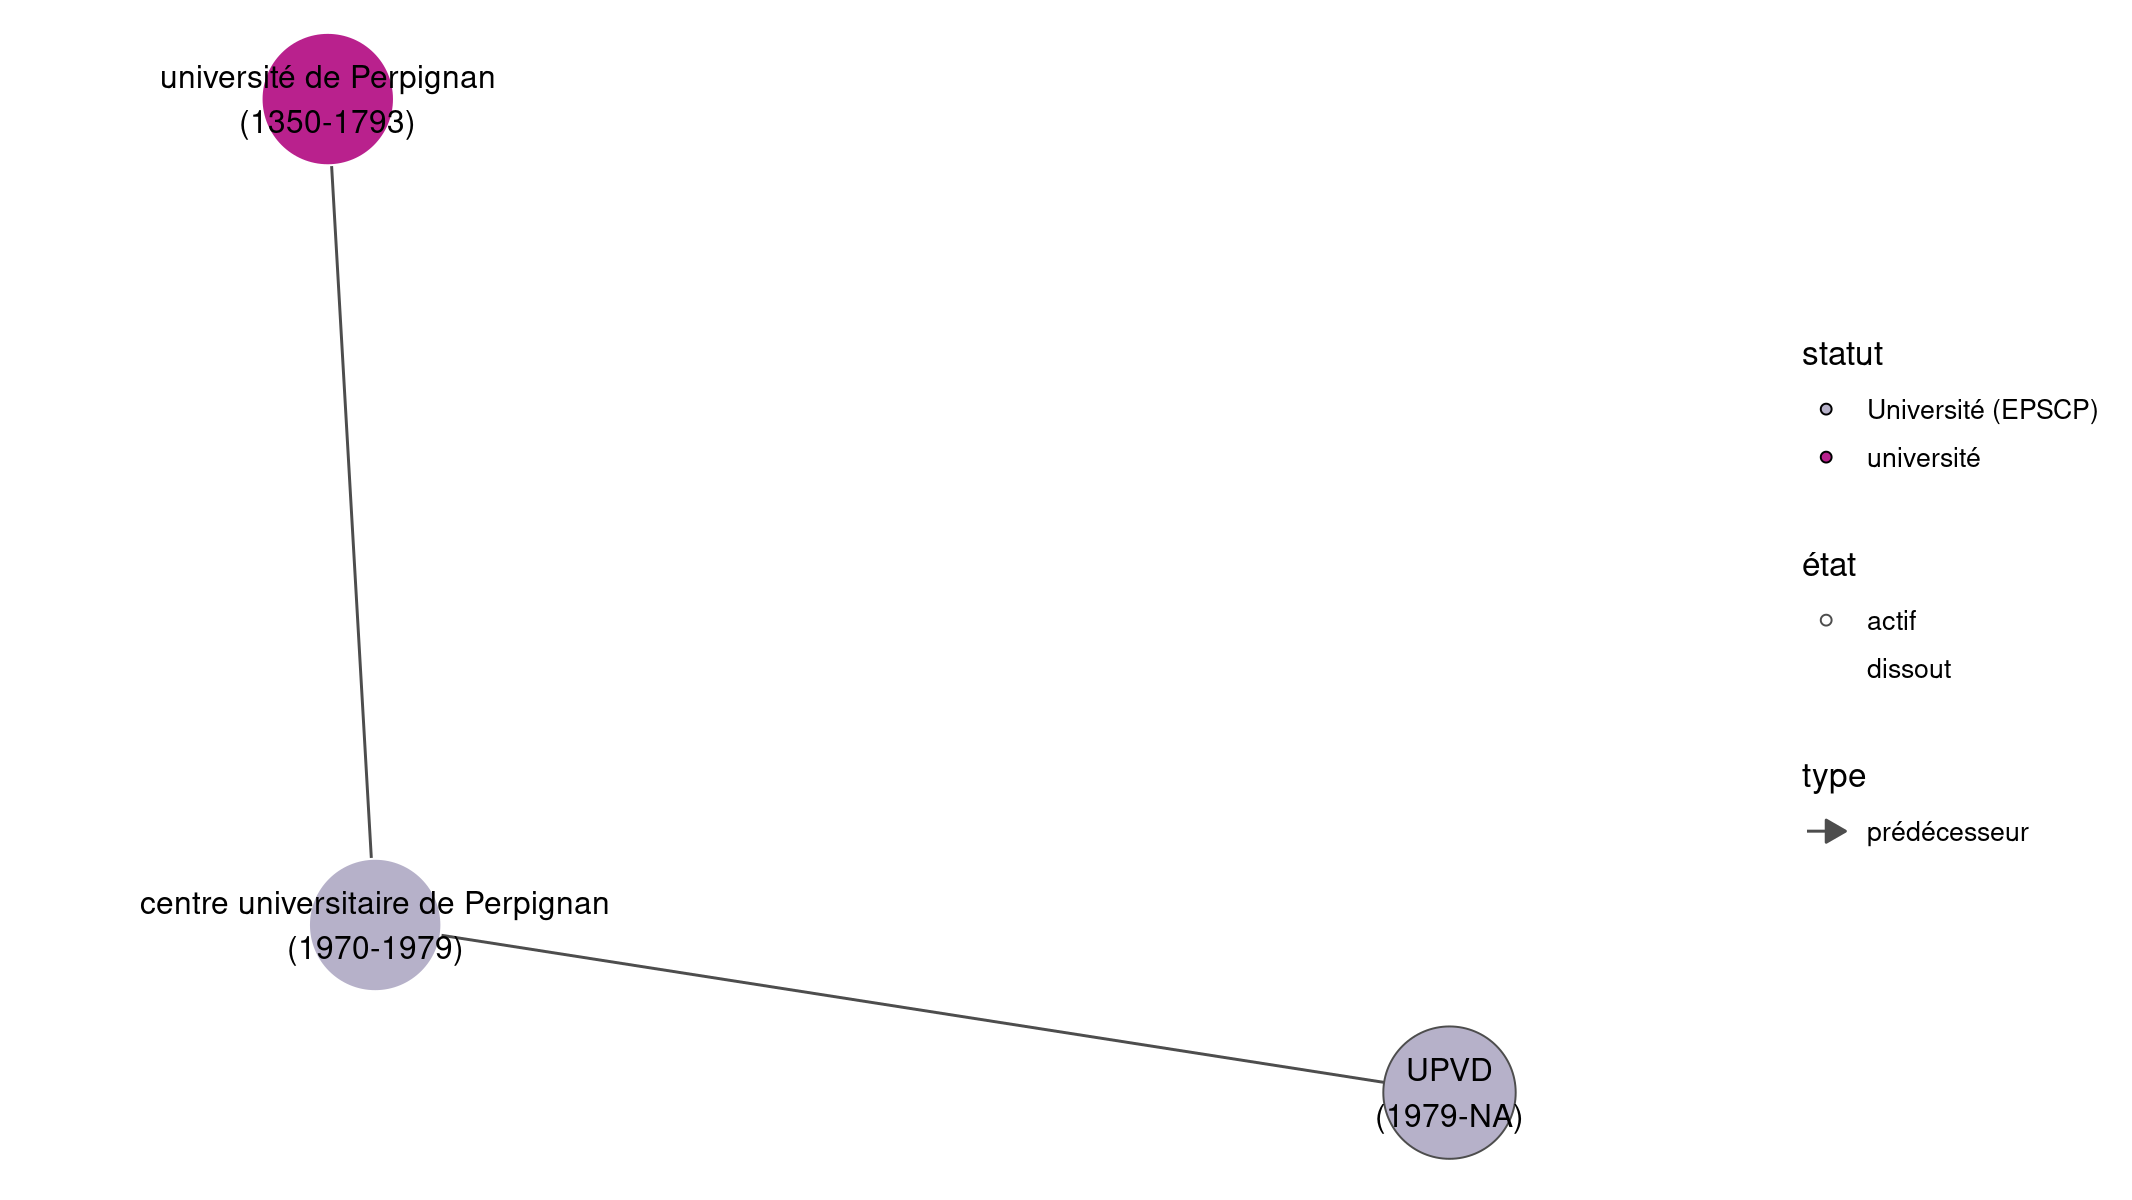 université de Perpignan
(1350-1793)
centre universitaire de Perpignan
(1970-1979)
UPVD
(1979-NA)
statut
Université (EPSCP)
université
état
actif
dissout
type
prédécesseur